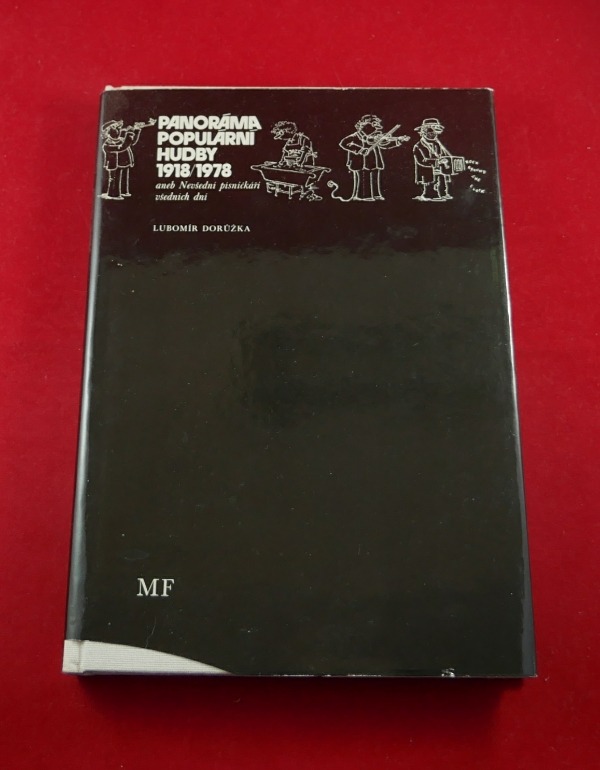 PANORÁMA
POPULÁRNÍ
HUDBY
1918/1978
aneb Nevšední písničkáři
všedních dní
LUBOMÍR DORŮŽKA
MF